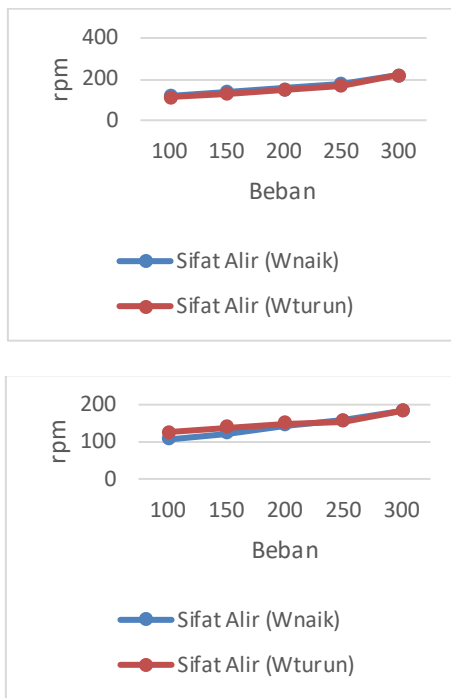 400
200
0
rpm
100 150 200 250 300
Beban
Sifat Alir (Wnaik)
Sifat Alir (Wturun)
200
100
0
rpm
100 150 200 250 300
Beban
Sifat Alir (Wnaik)
Sifat Alir (Wturun)